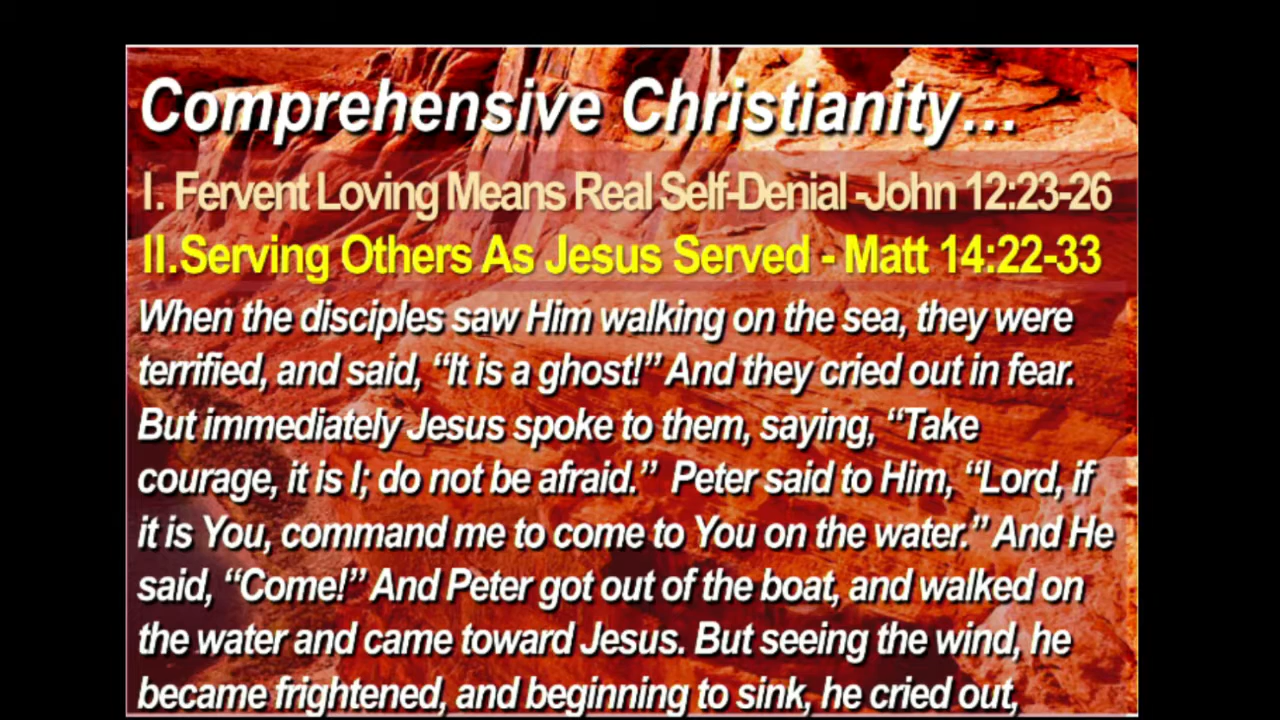 Comprehensive Christianity...
I. Fervent Loving Means Real Self-Denial -John 12:23-26
II.Serving Others As Jesus Served - Matt 14:22-33
When the disciples saw Him walking on the sea, they were
terrified, and said, “It is a ghost!” And they cried out in fear.
But immediately Jesus spoke to them, saying, “Take
courage, it is I; do not be afraid.” Peter said to Him, “Lord, if
it is You, command me to come to You on the water.” And He
said, “Come!” And Peter got out of the boat, and walked on
the water and came toward Jesus. But seeing the wind, he
became frightened, and beginning to sink, he cried out,